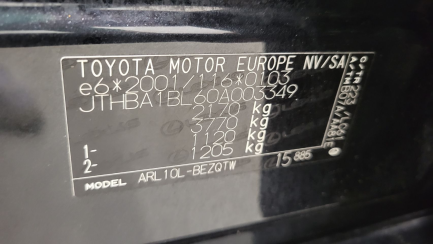 TOYOTA MOTOR EUROPE NV/SA
e6*2001/116*0103
JTHBA1BL60A003349
2170 kg
3770 kg
1- 1120 kg
2- 1205 kg
MODEL ARL10L-BEZQTW 15885